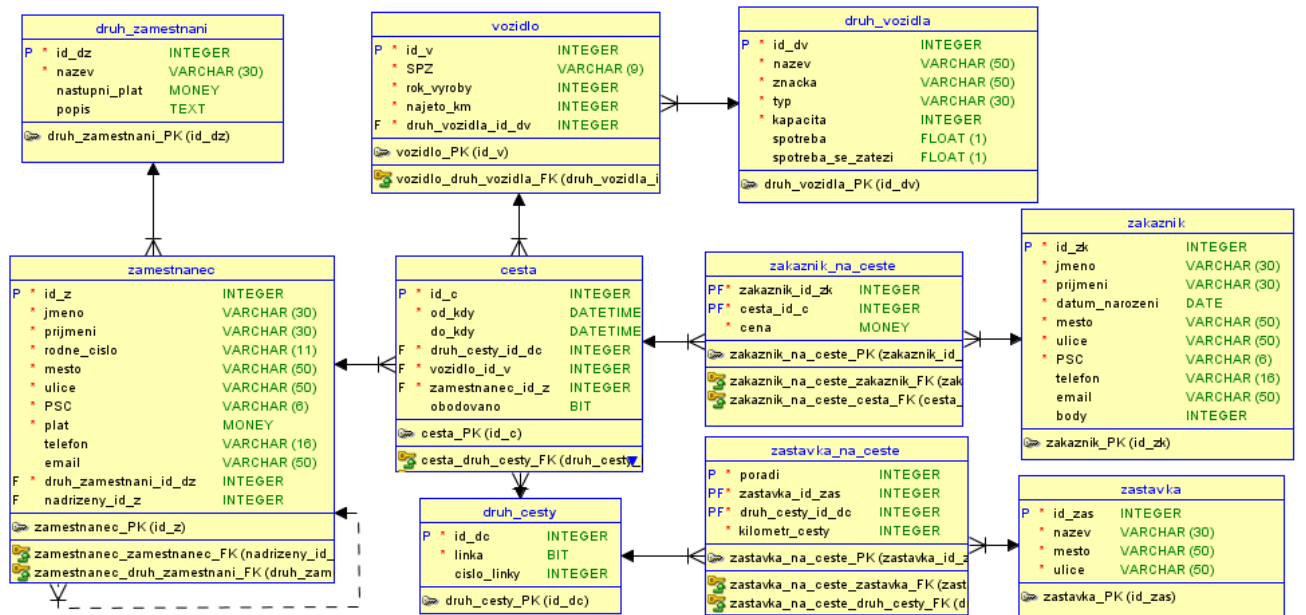 druh_zamestnani
P * id_dz INTEGER
* nazev VARCHAR (30)
nastupni_plat MONEY
popis TEXT
druh_zamestnani_PK (id_dz)
vozidlo
P * id_v INTEGER
* SPZ VARCHAR (9)
* rok_vyroby INTEGER
* najeto_km INTEGER
F * druh_vozidla_id_dv INTEGER
vozidlo_PK (id_v)
vozidlo_druh_vozidla_FK (druh_vozidla_i
druh_vozidla
P * id_dv INTEGER
* nazev VARCHAR (50)
* znacka VARCHAR (50)
* typ VARCHAR (30)
* kapacita INTEGER
spotreba FLOAT (1)
spotreba_se_zatezi FLOAT (1)
druh_vozidla_PK (id_dv)
zamestnanec
P * id_z INTEGER
* jmeno VARCHAR (30)
* prijmeni VARCHAR (30)
* rodne_cislo VARCHAR (11)
* mesto VARCHAR (50)
* ulice VARCHAR (50)
* PSC VARCHAR (6)
* plat MONEY
telefon VARCHAR (16)
email VARCHAR (50)
F * druh_zamestnani_id_dz INTEGER
F nadrizeny_id_z INTEGER
zamestnanec_PK (id_z)
zamestnanec_zamestnanec_FK (nadrizeny_id_
zamestnanec_druh_zamestnani_FK (druh_zam
cesta
P * id_c INTEGER
* od_kdy DATETIME
do_kdy DATETIME
F * druh_cesty_id_dc INTEGER
F * vozidlo_id_v INTEGER
F * zamestnanec_id_z INTEGER
obodovano BIT
cesta_PK (id_c)
cesta_druh_cesty_FK (druh_cesty_
zakaznik_na_ceste
PF * zakaznik_id_zk INTEGER
PF * cesta_id_c INTEGER
* cena MONEY
zakaznik_na_ceste_PK (zakaznik_id_
zakaznik_na_ceste_zakaznik_FK (zak
zakaznik_na_ceste_cesta_FK (cesta_
zakaznik
P * id_zk INTEGER
* jmeno VARCHAR (30)
* prijmeni VARCHAR (30)
* datum_narozeni DATE
* mesto VARCHAR (50)
* ulice VARCHAR (50)
* PSC VARCHAR (6)
telefon VARCHAR (16)
email VARCHAR (50)
body INTEGER
zakaznik_PK (id_zk)
druh_cesty
P * id_dc INTEGER
* linka BIT
cislo_linky INTEGER
druh_cesty_PK (id_dc)
zastavka_na_ceste
P * poradi INTEGER
PF * zastavka_id_zas INTEGER
PF * druh_cesty_id_dc INTEGER
* kilometr_cesty INTEGER
zastavka_na_ceste_PK (zastavka_id_z
zastavka_na_ceste_zastavka_FK (zast
zastavka_na_ceste_druh_cesty_FK (d
zastavka
P * id_zas INTEGER
* nazev VARCHAR (30)
* mesto VARCHAR (50)
* ulice VARCHAR (50)
zastavka_PK (id_zas)